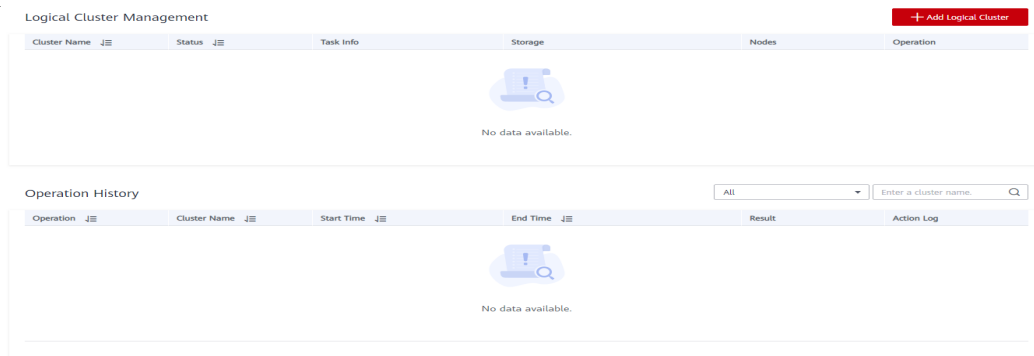 Logical Cluster Management
+ Add Logical Cluster
Cluster Name Status Task Info Storage Nodes Operation
No data available.
Operation History
All Enter a cluster name.
Operation Cluster Name Start Time End Time Result Action Log
No data available.